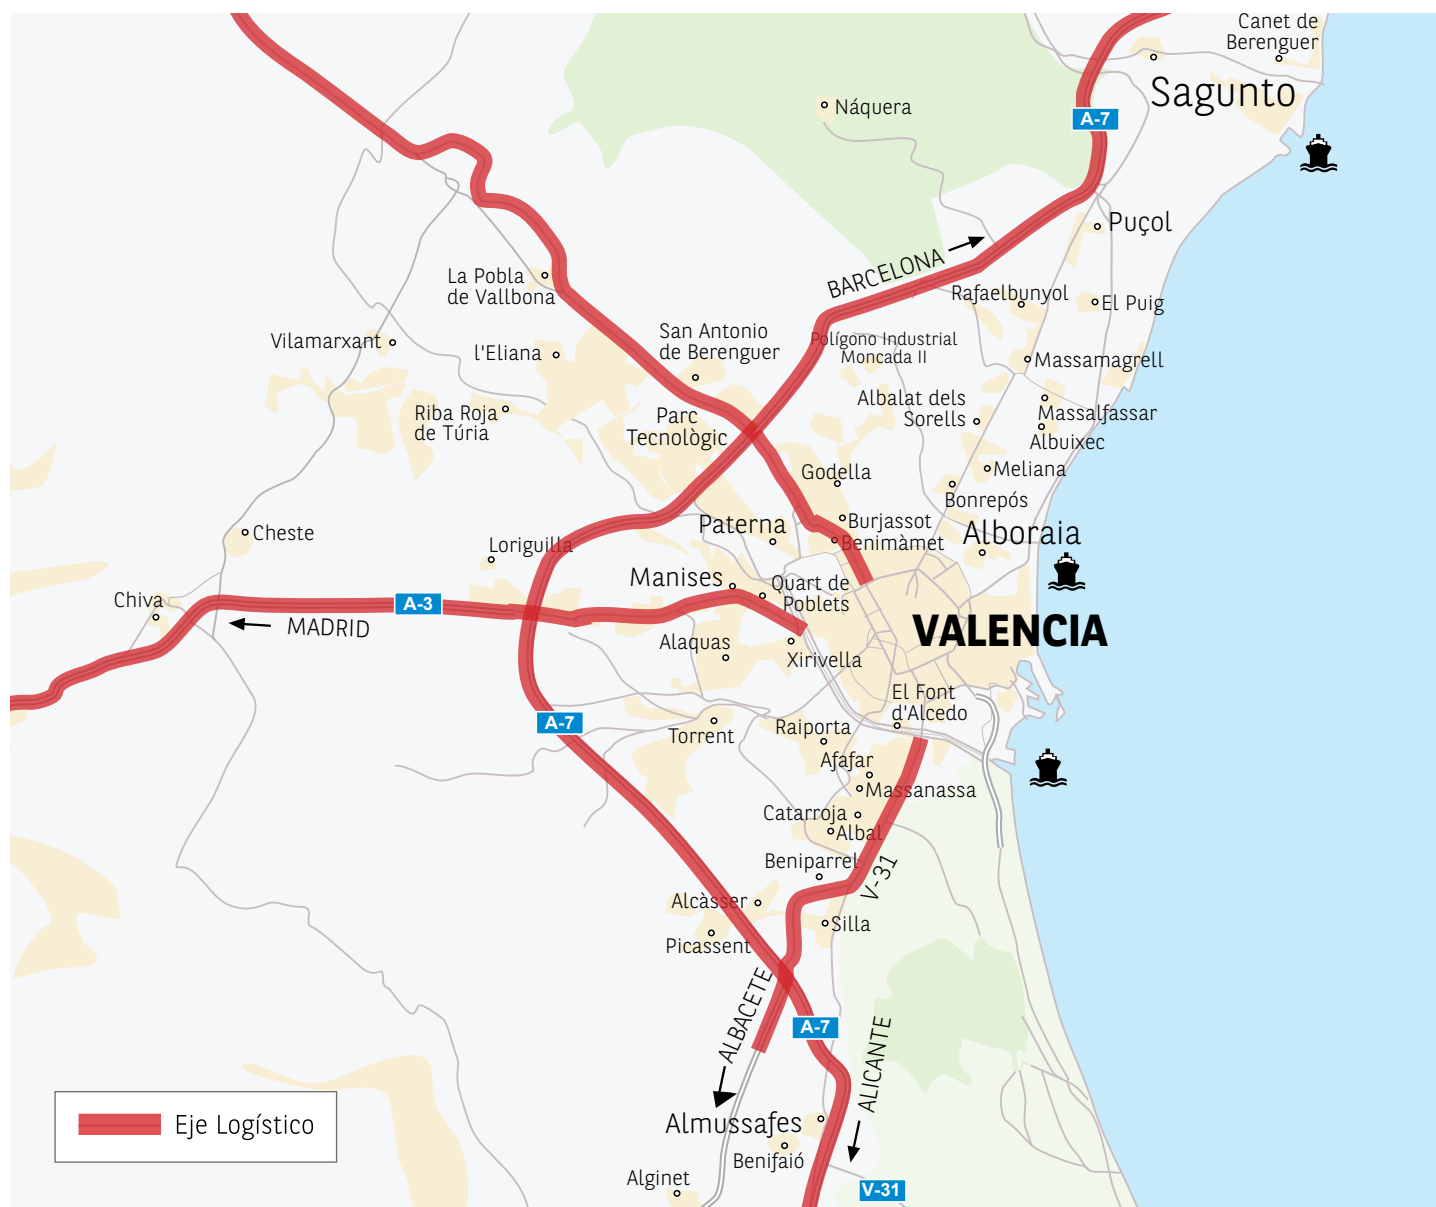 Canet de
Berenguer
Sagunto
Náquera
A-7
Puçol
BARCELONA
La Pobla
de Vallbona
Rafaelbunyol
El Puig
San Antonio
de Berenguer
Polígono Industrial
Moncada II
Vilamarxant
l'Eliana
Massamagrell
Albalat dels
Sorells
Riba Roja
de Túria
Parc
Tecnològic
Massalfassar
Albuixec
Godella
Meliana
Bonrepós
Paterna
Burjassot
Benimàmet
Alboraia
Cheste
Loriguilla
Manises
Quart de
Poblets
Chiva
A-3
MADRID
VALENCIA
Alaquas
Xirivella
El Font
d'Alcedo
A-7
Torrent
Raiporta
Afafar
Massanassa
Catarroja
Albal
Beniparrel
V-31
Alcàsser
Silla
Picassent
ALBACETE
A-7
ALICANTE
Almussafes
Benifaió
Alginet
V-31
Eje Logístico